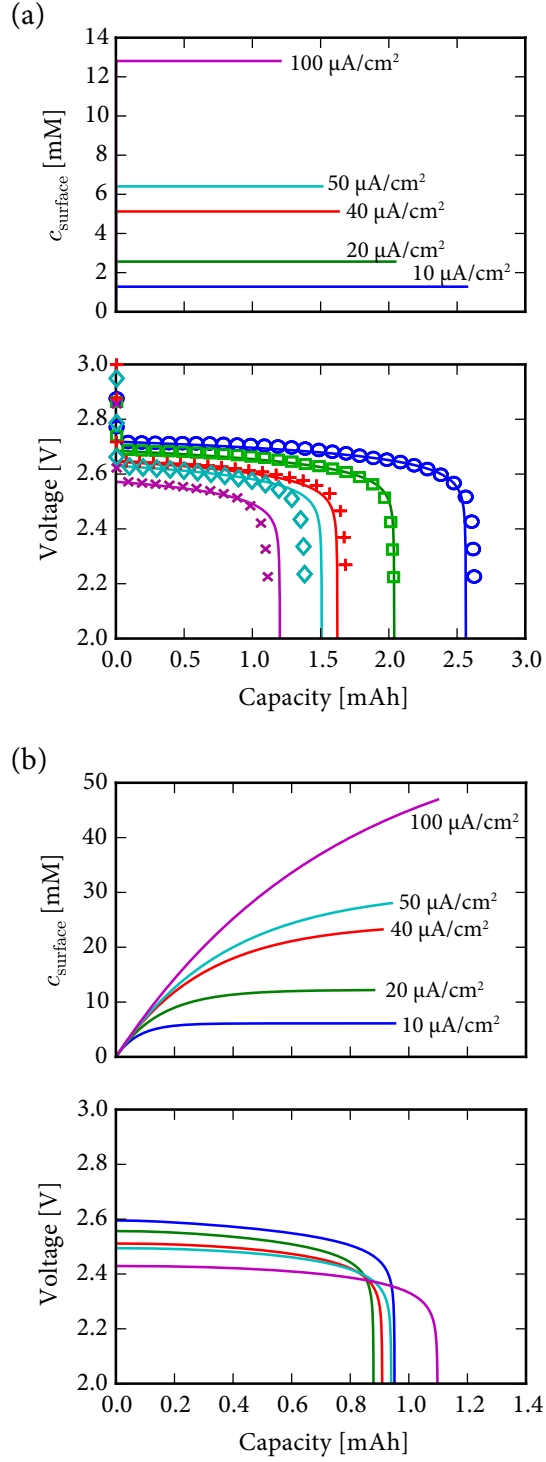 (a)
14
12
10
8
6
4
2
0
c_surface [mM]
100 µA/cm²
50 µA/cm²
40 µA/cm²
20 µA/cm²
10 µA/cm²
3.0
2.8
2.6
2.4
2.2
2.0
Voltage [V]
0.0 0.5 1.0 1.5 2.0 2.5 3.0
Capacity [mAh]
(b)
50
40
30
20
10
0
c_surface [mM]
100 µA/cm²
50 µA/cm²
40 µA/cm²
20 µA/cm²
10 µA/cm²
3.0
2.8
2.6
2.4
2.2
2.0
Voltage [V]
0.0 0.2 0.4 0.6 0.8 1.0 1.2 1.4
Capacity [mAh]